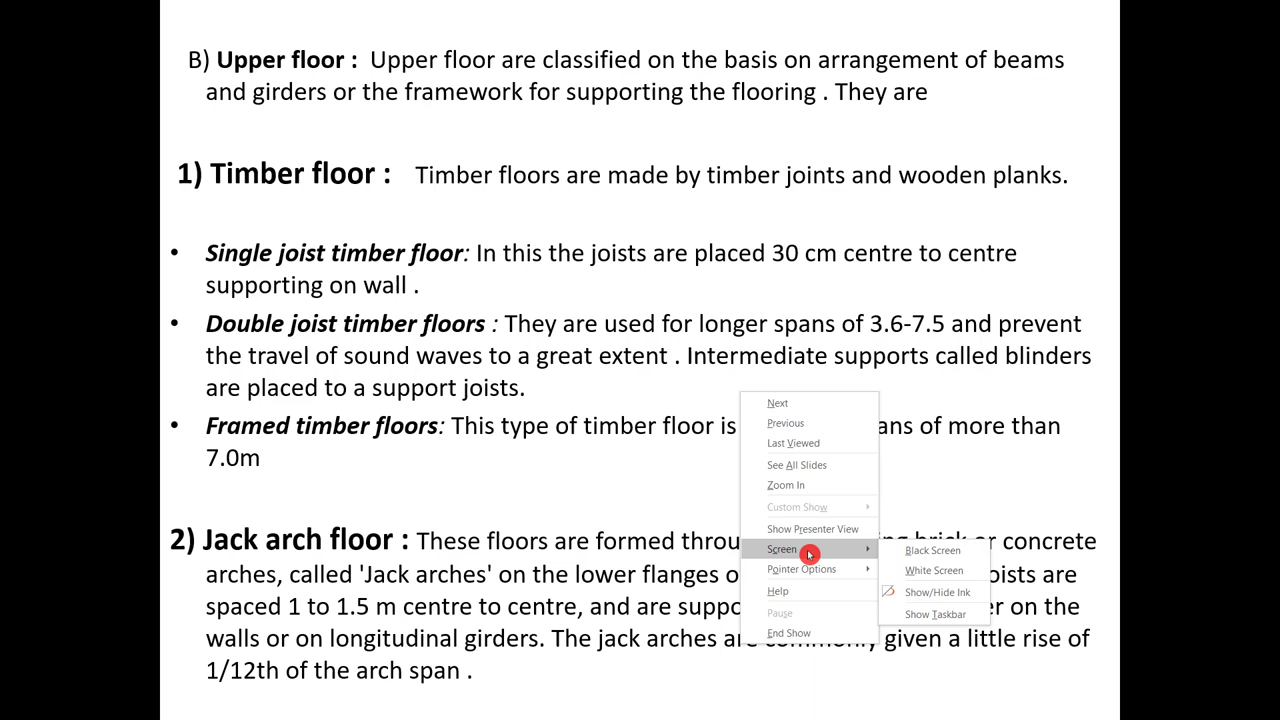 B) Upper floor : Upper floor are classified on the basis on arrangement of beams
and girders or the framework for supporting the flooring . They are
1) Timber floor : Timber floors are made by timber joints and wooden planks.
• Single joist timber floor: In this the joists are placed 30 cm centre to centre
supporting on wall .
• Double joist timber floors : They are used for longer spans of 3.6-7.5 and prevent
the travel of sound waves to a great extent . Intermediate supports called blinders
are placed to a support joists.
• Framed timber floors: This type of timber floor is ans of more than
7.0m
2) Jack arch floor : These floors are formed throu ng brick or concrete
arches, called 'Jack arches' on the lower flanges o oists are
spaced 1 to 1.5 m centre to centre, and are suppo er on the
walls or on longitudinal girders. The jack arches are commonly given a little rise of
1/12th of the arch span .
Next
Previous
Last Viewed
See All Slides
Zoom In
Custom Show
Show Presenter View
Screen
Pointer Options
Help
Pause
End Show
Black Screen
White Screen
Show/Hide Ink
Show Taskbar